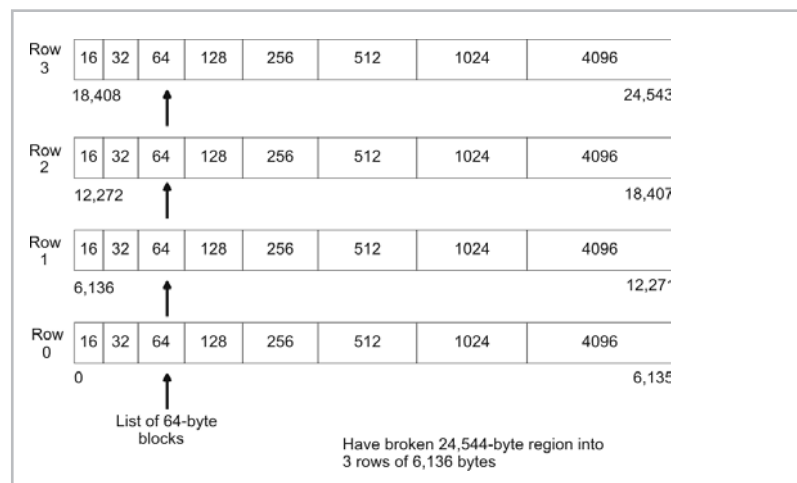 Row 3 16 32 64 128 256 512 1024 4096
18,408 24,543
Row 2 16 32 64 128 256 512 1024 4096
12,272 18,407
Row 1 16 32 64 128 256 512 1024 4096
6,136 12,271
Row 0 16 32 64 128 256 512 1024 4096
0 6,135
List of 64-byte
blocks
Have broken 24,544-byte region into
3 rows of 6,136 bytes